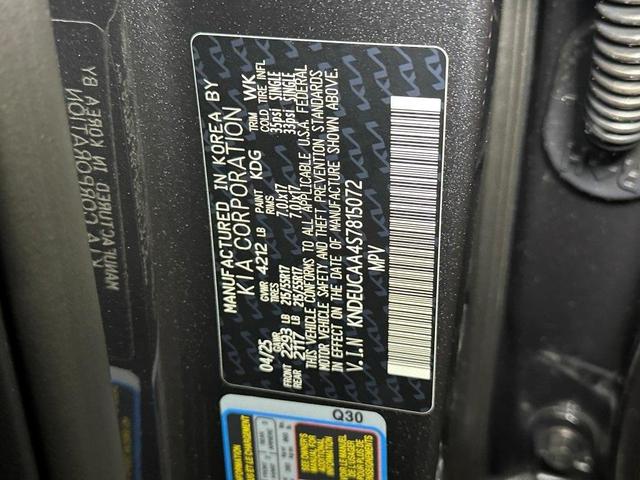 MANUFACTURED IN KOREA BY
KIA CORPORATION
04/25 GVWR 4212 LB PAINT KDG TRIM WK
GAWR TIRES RIMS COLD TIRE INFL
FRONT 2293 LB 215/55R17 7.0Jx17 35psi SINGLE
REAR 2117 LB 215/55R17 7.0Jx17 33psi SINGLE
THIS VEHICLE CONFORMS TO ALL APPLICABLE U.S.A. FEDERAL
MOTOR VEHICLE SAFETY AND THEFT PREVENTION STANDARDS
IN EFFECT ON THE DATE OF MANUFACTURE SHOWN ABOVE.
V.I.N KNDEUCAA4S7815072
MPV
Q30